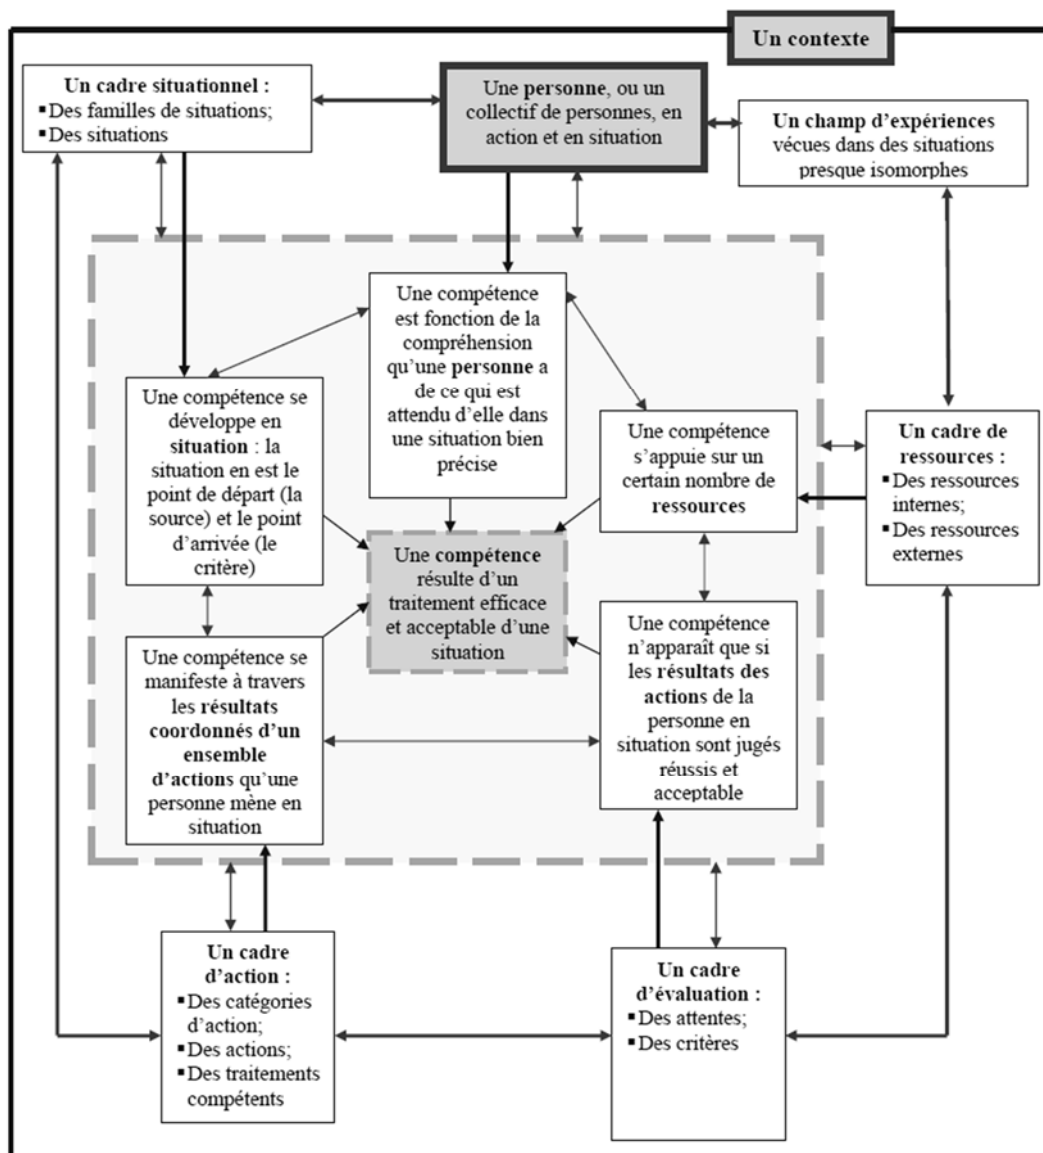 Un contexte
Un cadre situationnel :
▪ Des familles de situations;
▪ Des situations
Une personne, ou un
collectif de personnes, en
action et en situation
Un champ d’expériences
vécues dans des situations
presque isomorphes
Une compétence
est fonction de la
compréhension
qu’une personne a
de ce qui est
attendu d’elle dans
une situation bien
précise
Une compétence se
développe en
situation : la
situation en est le
point de départ (la
source) et le point
d’arrivée (le
critère)
Une compétence
s’appuie sur un
certain nombre de
ressources
Un cadre de
ressources :
▪ Des ressources
internes;
▪ Des ressources
externes
Une compétence
résulte d’un
traitement efficace
et acceptable d’une
situation
Une compétence se
manifeste à travers
les résultats
coordonnés d’un
ensemble
d’actions qu’une
personne mène en
situation
Une compétence
n’apparaît que si
les résultats des
actions de la
personne en
situation sont jugés
réussis et
acceptable
Un cadre
d’action :
▪ Des catégories
d’action;
▪ Des actions;
▪ Des traitements
compétents
Un cadre
d’évaluation :
▪ Des attentes;
▪ Des critères